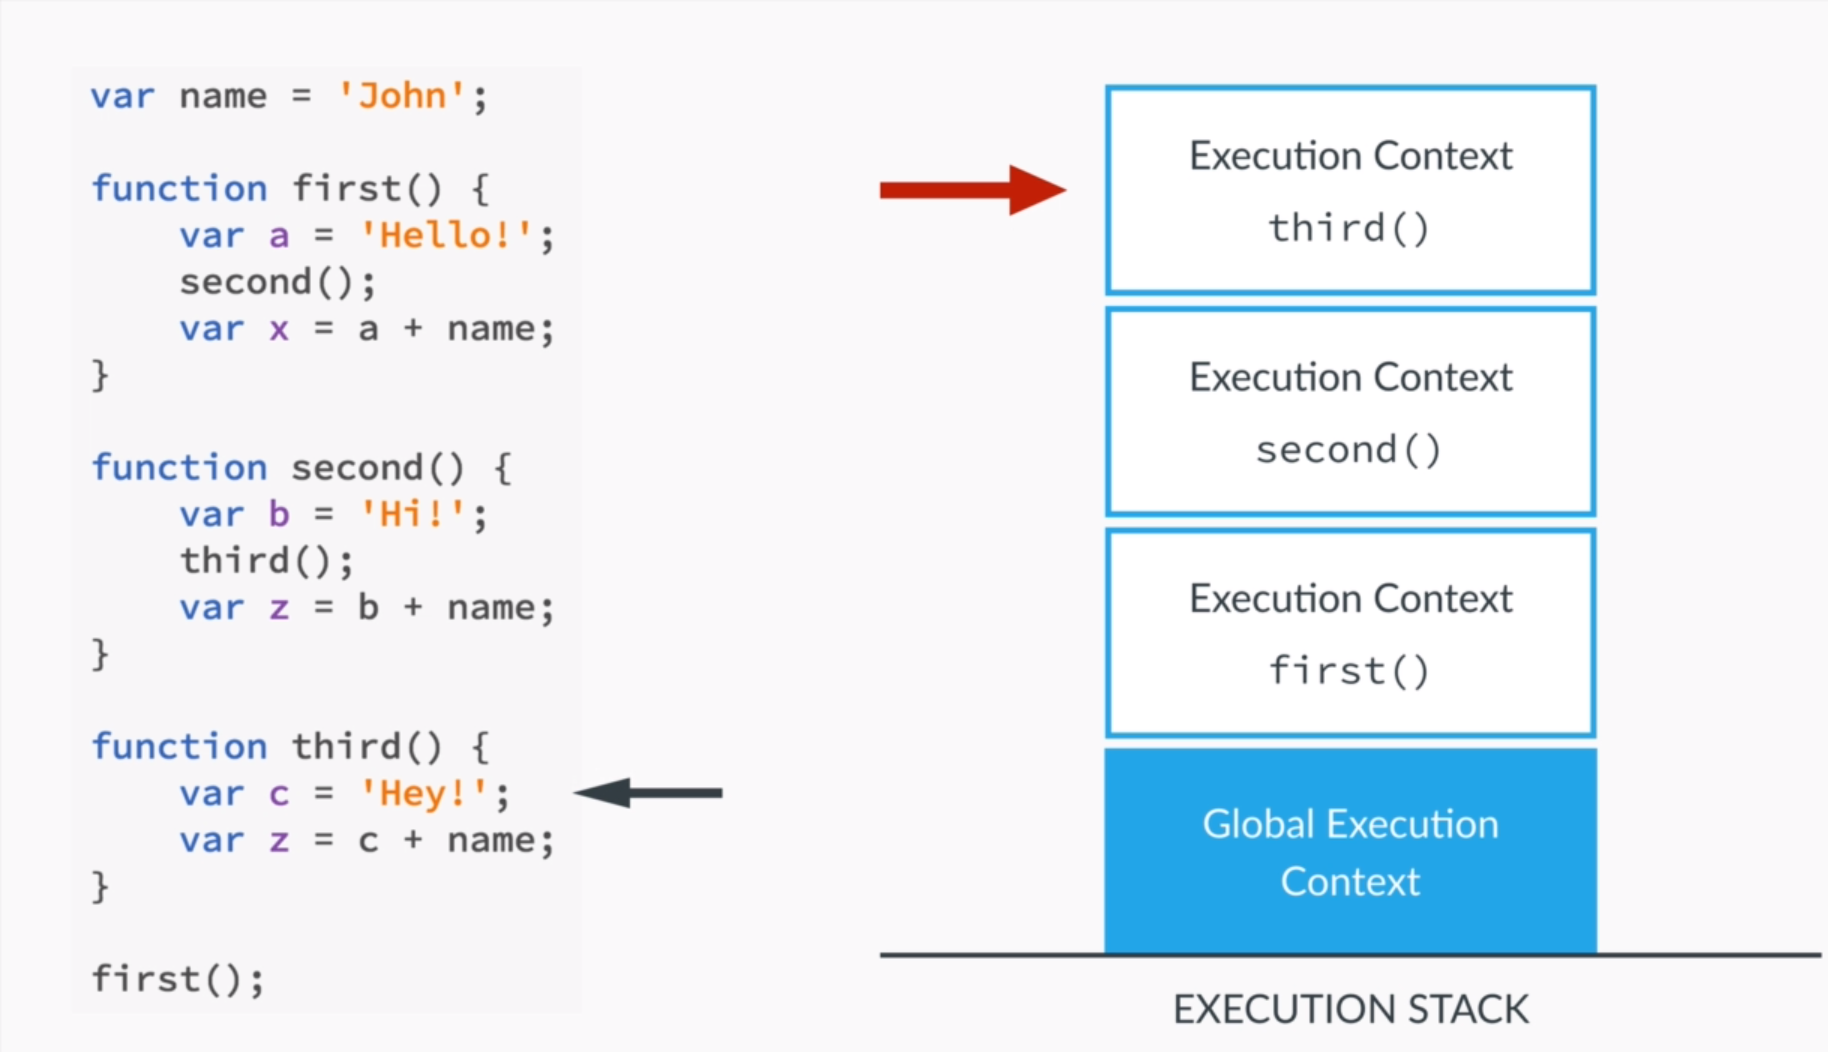 var name = 'John';
function first() {
    var a = 'Hello!';
    second();
    var x = a + name;
}
function second() {
    var b = 'Hi!';
    third();
    var z = b + name;
}
function third() {
    var c = 'Hey!';
    var z = c + name;
}
first();
Execution Context
third()
Execution Context
second()
Execution Context
first()
Global Execution
Context
EXECUTION STACK